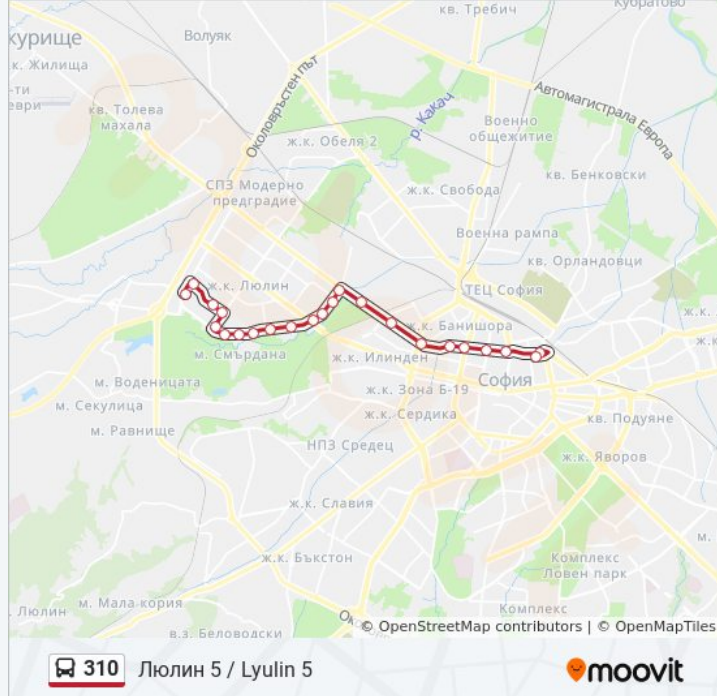 кв. Требич
Кубратово
курище
Волуяк
к. Жилища
-ти
еври
кв. Толева
махала
Околовръстен път
Автомагистрала Европа
р. Какач
Военно
общежитие
ж.к. Обеля 2
кв. Бенковски
СПЗ Модерно
предградие
ж.к. Свобода
Военна рампа
кв. Орландовци
ж.к. Люлин
ТЕЦ София
ж.к.
ж.к. Банишора
м. Смърдана
ж.к. Илинден
ж.к
м. Воденицата
ж.к. Зона Б-19
София
м. Секулица
ж.к. Сердика
кв. Подуяне
м. Равнище
НПЗ Средец
ж.к. Яворов
ж.к. Славия
м.
ж.к. Бъкстон
Комплекс
Ловен парк
. Люлин
м. Мала кория
Комплекс
в.з. Беловодски
Око
© OpenStreetMap contributors | © OpenMapTiles
310 Люлин 5 / Lyulin 5
moovit